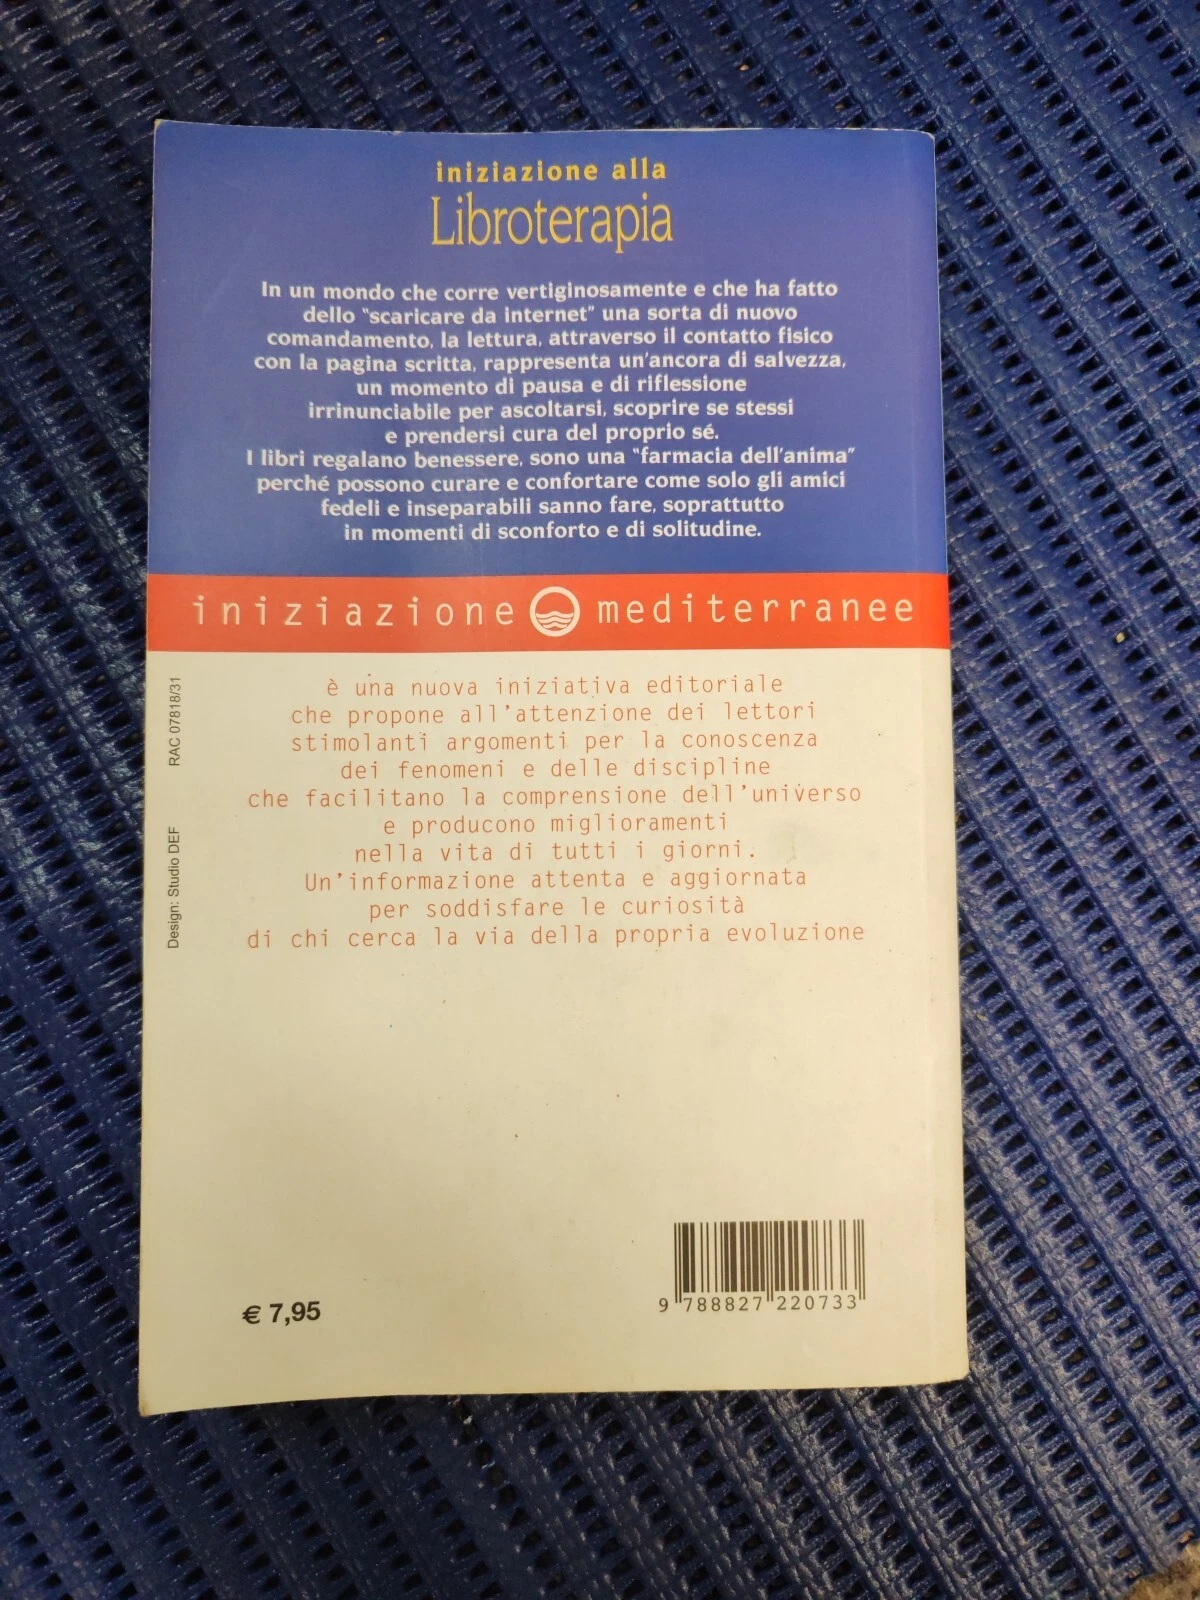 iniziazione alla
Libroterapia
In un mondo che corre vertiginosamente e che ha fatto
dello "scaricare da internet" una sorta di nuovo
comandamento, la lettura, attraverso il contatto fisico
con la pagina scritta, rappresenta un'ancora di salvezza,
un momento di pausa e di riflessione
irrinunciabile per ascoltarsi, scoprire se stessi
e prendersi cura del proprio sé.
I libri regalano benessere, sono una "farmacia dell'anima"
perché possono curare e confortare come solo gli amici
fedeli e inseparabili sanno fare, soprattutto
in momenti di sconforto e di solitudine.
iniziazione mediterranee
è una nuova iniziativa editoriale
che propone all'attenzione dei lettori
stimolanti argomenti per la conoscenza
dei fenomeni e delle discipline
che facilitano la comprensione dell'universo
e producono miglioramenti
nella vita di tutti i giorni.
Un'informazione attenta e aggiornata
per soddisfare le curiosità
di chi cerca la via della propria evoluzione
RAC 07818/31
Design: Studio DEF
€ 7,95
9 788827 220733